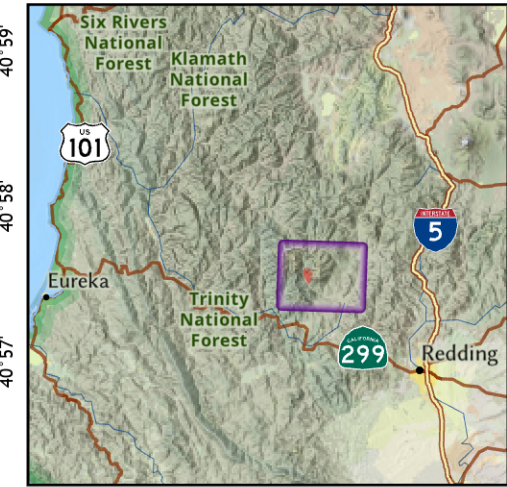 40°59'
40°58'
40°57'
Six Rivers
National
Forest
Klamath
National
Forest
US
101
INTERSTATE
5
Eureka
Trinity
National
Forest
CALIFORNIA
299
Redding